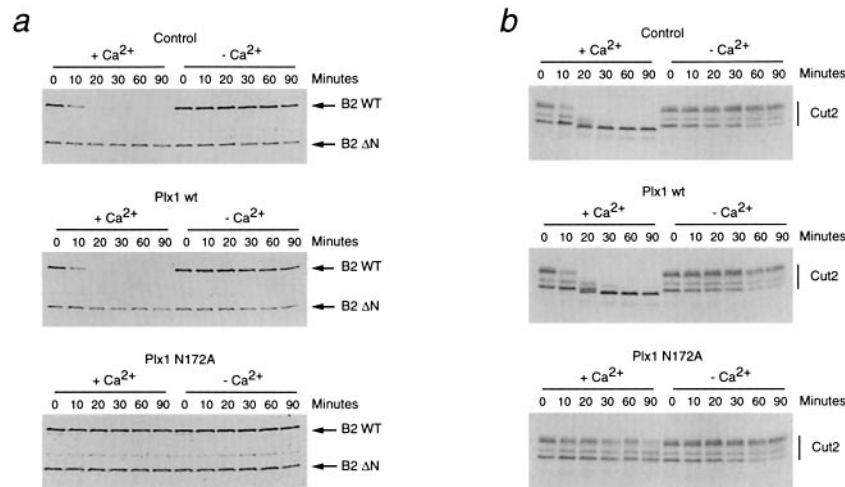 a
Control
+ Ca2+ - Ca2+
0 10 20 30 60 90 0 10 20 30 60 90 Minutes
B2 WT
B2 ΔN
Plx1 wt
+ Ca2+ - Ca2+
0 10 20 30 60 90 0 10 20 30 60 90 Minutes
B2 WT
B2 ΔN
Plx1 N172A
+ Ca2+ - Ca2+
0 10 20 30 60 90 0 10 20 30 60 90 Minutes
B2 WT
B2 ΔN
b
Control
+ Ca2+ - Ca2+
0 10 20 30 60 90 0 10 20 30 60 90 Minutes
Cut2
Plx1 wt
+ Ca2+ - Ca2+
0 10 20 30 60 90 0 10 20 30 60 90 Minutes
Cut2
Plx1 N172A
+ Ca2+ - Ca2+
0 10 20 30 60 90 0 10 20 30 60 90 Minutes
Cut2